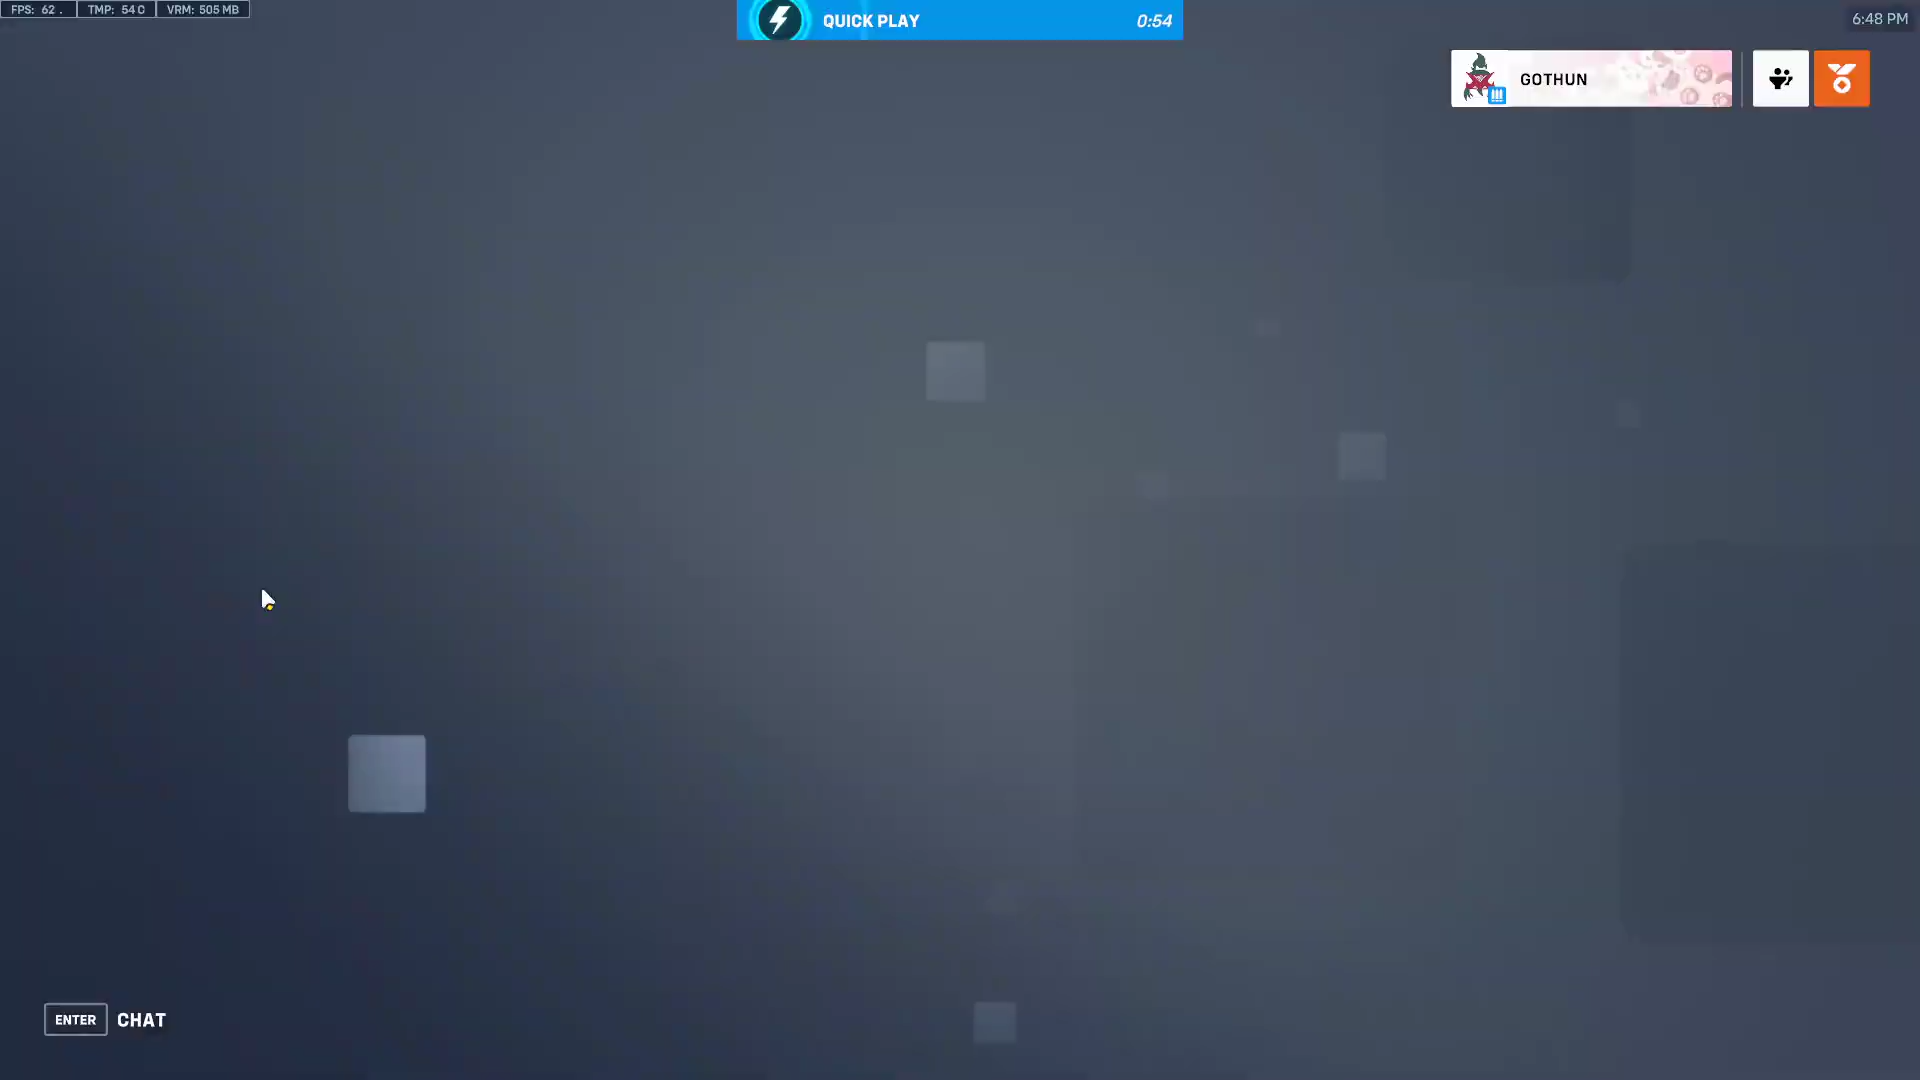 FPS: 62 . TMP: 54 C VRM: 505 MB
QUICK PLAY 0:54
6:48 PM
GOTHUN
ENTER CHAT